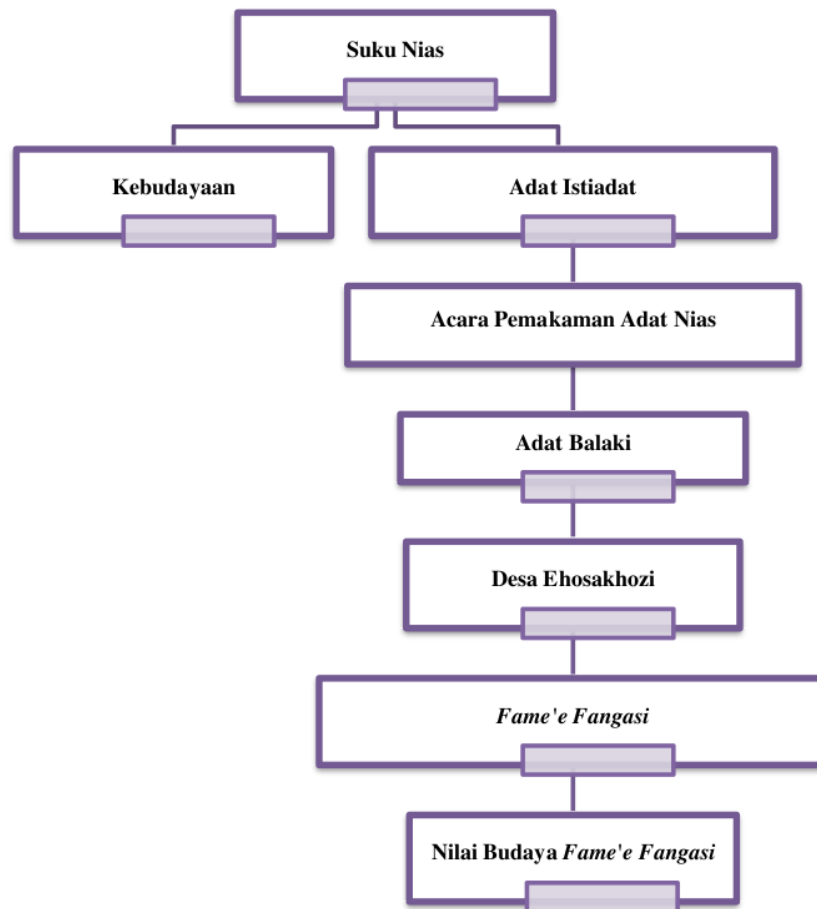 Suku Nias
Kebudayaan
Adat Istiadat
Acara Pemakaman Adat Nias
Adat Balaki
Desa Ehosakhozi
Fame'e Fangasi
Nilai Budaya Fame'e Fangasi